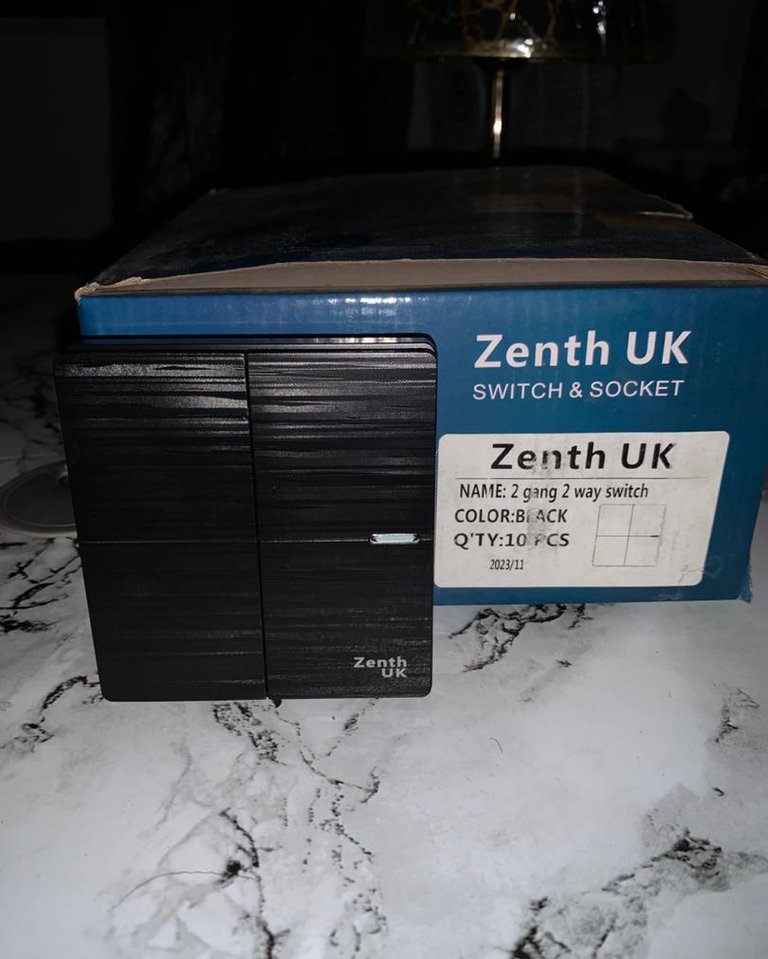 Zenth UK
SWITCH & SOCKET
Zenth UK
NAME: 2 gang 2 way switch
COLOR:BLACK
Q'TY:10 PCS
2023/11
Zenth
UK